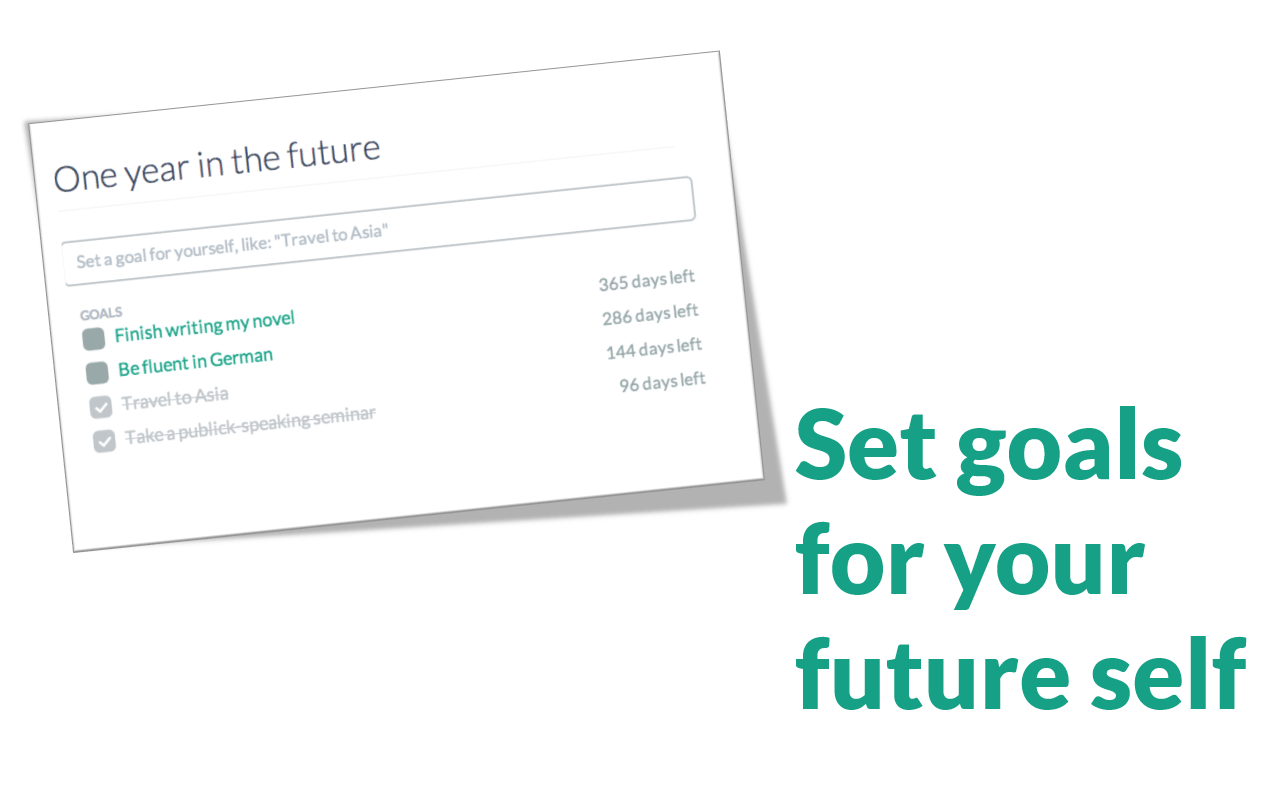 One year in the future
Set a goal for yourself, like: "Travel to Asia"
GOALS
Finish writing my novel 365 days left
Be fluent in German 286 days left
Travel to Asia 144 days left
Take a publick-speaking seminar 96 days left
Set goals
for your
future self